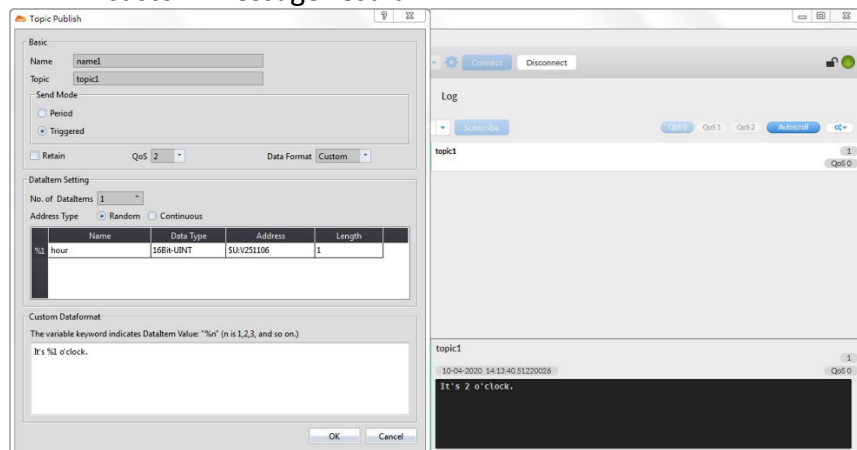 Topic Publish
Basic
Name name1
Topic topic1
Send Mode
Period
Triggered
Retain QoS 2 Data Format Custom
DataItem Setting
No. of DataItems 1
Address Type Random Continuous
Name Data Type Address Length
%1 hour 16Bit-UINT $U:V251106 1
Custom Dataformat
The variable keyword indicates DataItem Value: "%n" (n is 1,2,3, and so on.)
It's %1 o'clock.
OK Cancel
Connect Disconnect
Log
Subscribe QoS 0 QoS 1 QoS 2 Autoscroll
topic1 1
QoS 0
topic1
1
10-04-2020 14:13:40.51220026 QoS 0
It's 2 o'clock.